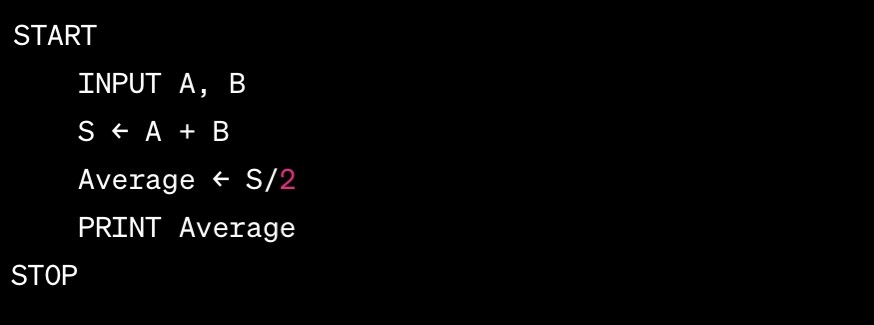 START
INPUT A, B
S ← A + B
Average ← S/2
PRINT Average
STOP